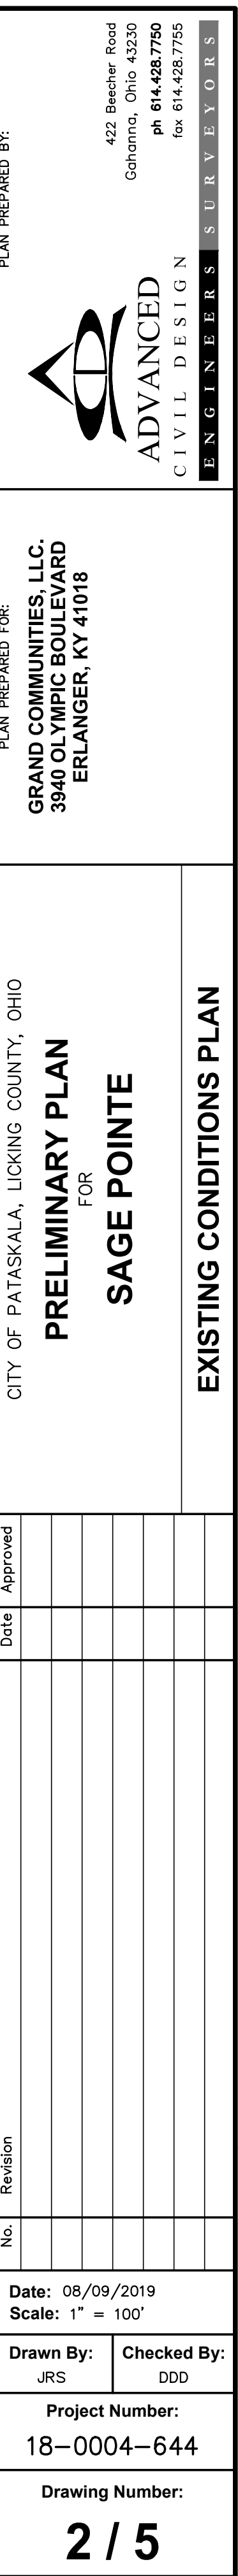 PLAN PREPARED BY:
ADVANCED
CIVIL DESIGN
ENGINEERS SURVEYORS
422 Beecher Road
Gahanna, Ohio 43230
ph 614.428.7750
fax 614.428.7755
PLAN PREPARED FOR:
GRAND COMMUNITIES, LLC.
3940 OLYMPIC BOULEVARD
ERLANGER, KY 41018
CITY OF PATASKALA, LICKING COUNTY, OHIO
PRELIMINARY PLAN
FOR
SAGE POINTE
EXISTING CONDITIONS PLAN
No. Revision Date Approved
Date: 08/09/2019
Scale: 1" = 100'
Drawn By: Checked By:
JRS DDD
Project Number:
18-0004-644
Drawing Number:
2 / 5